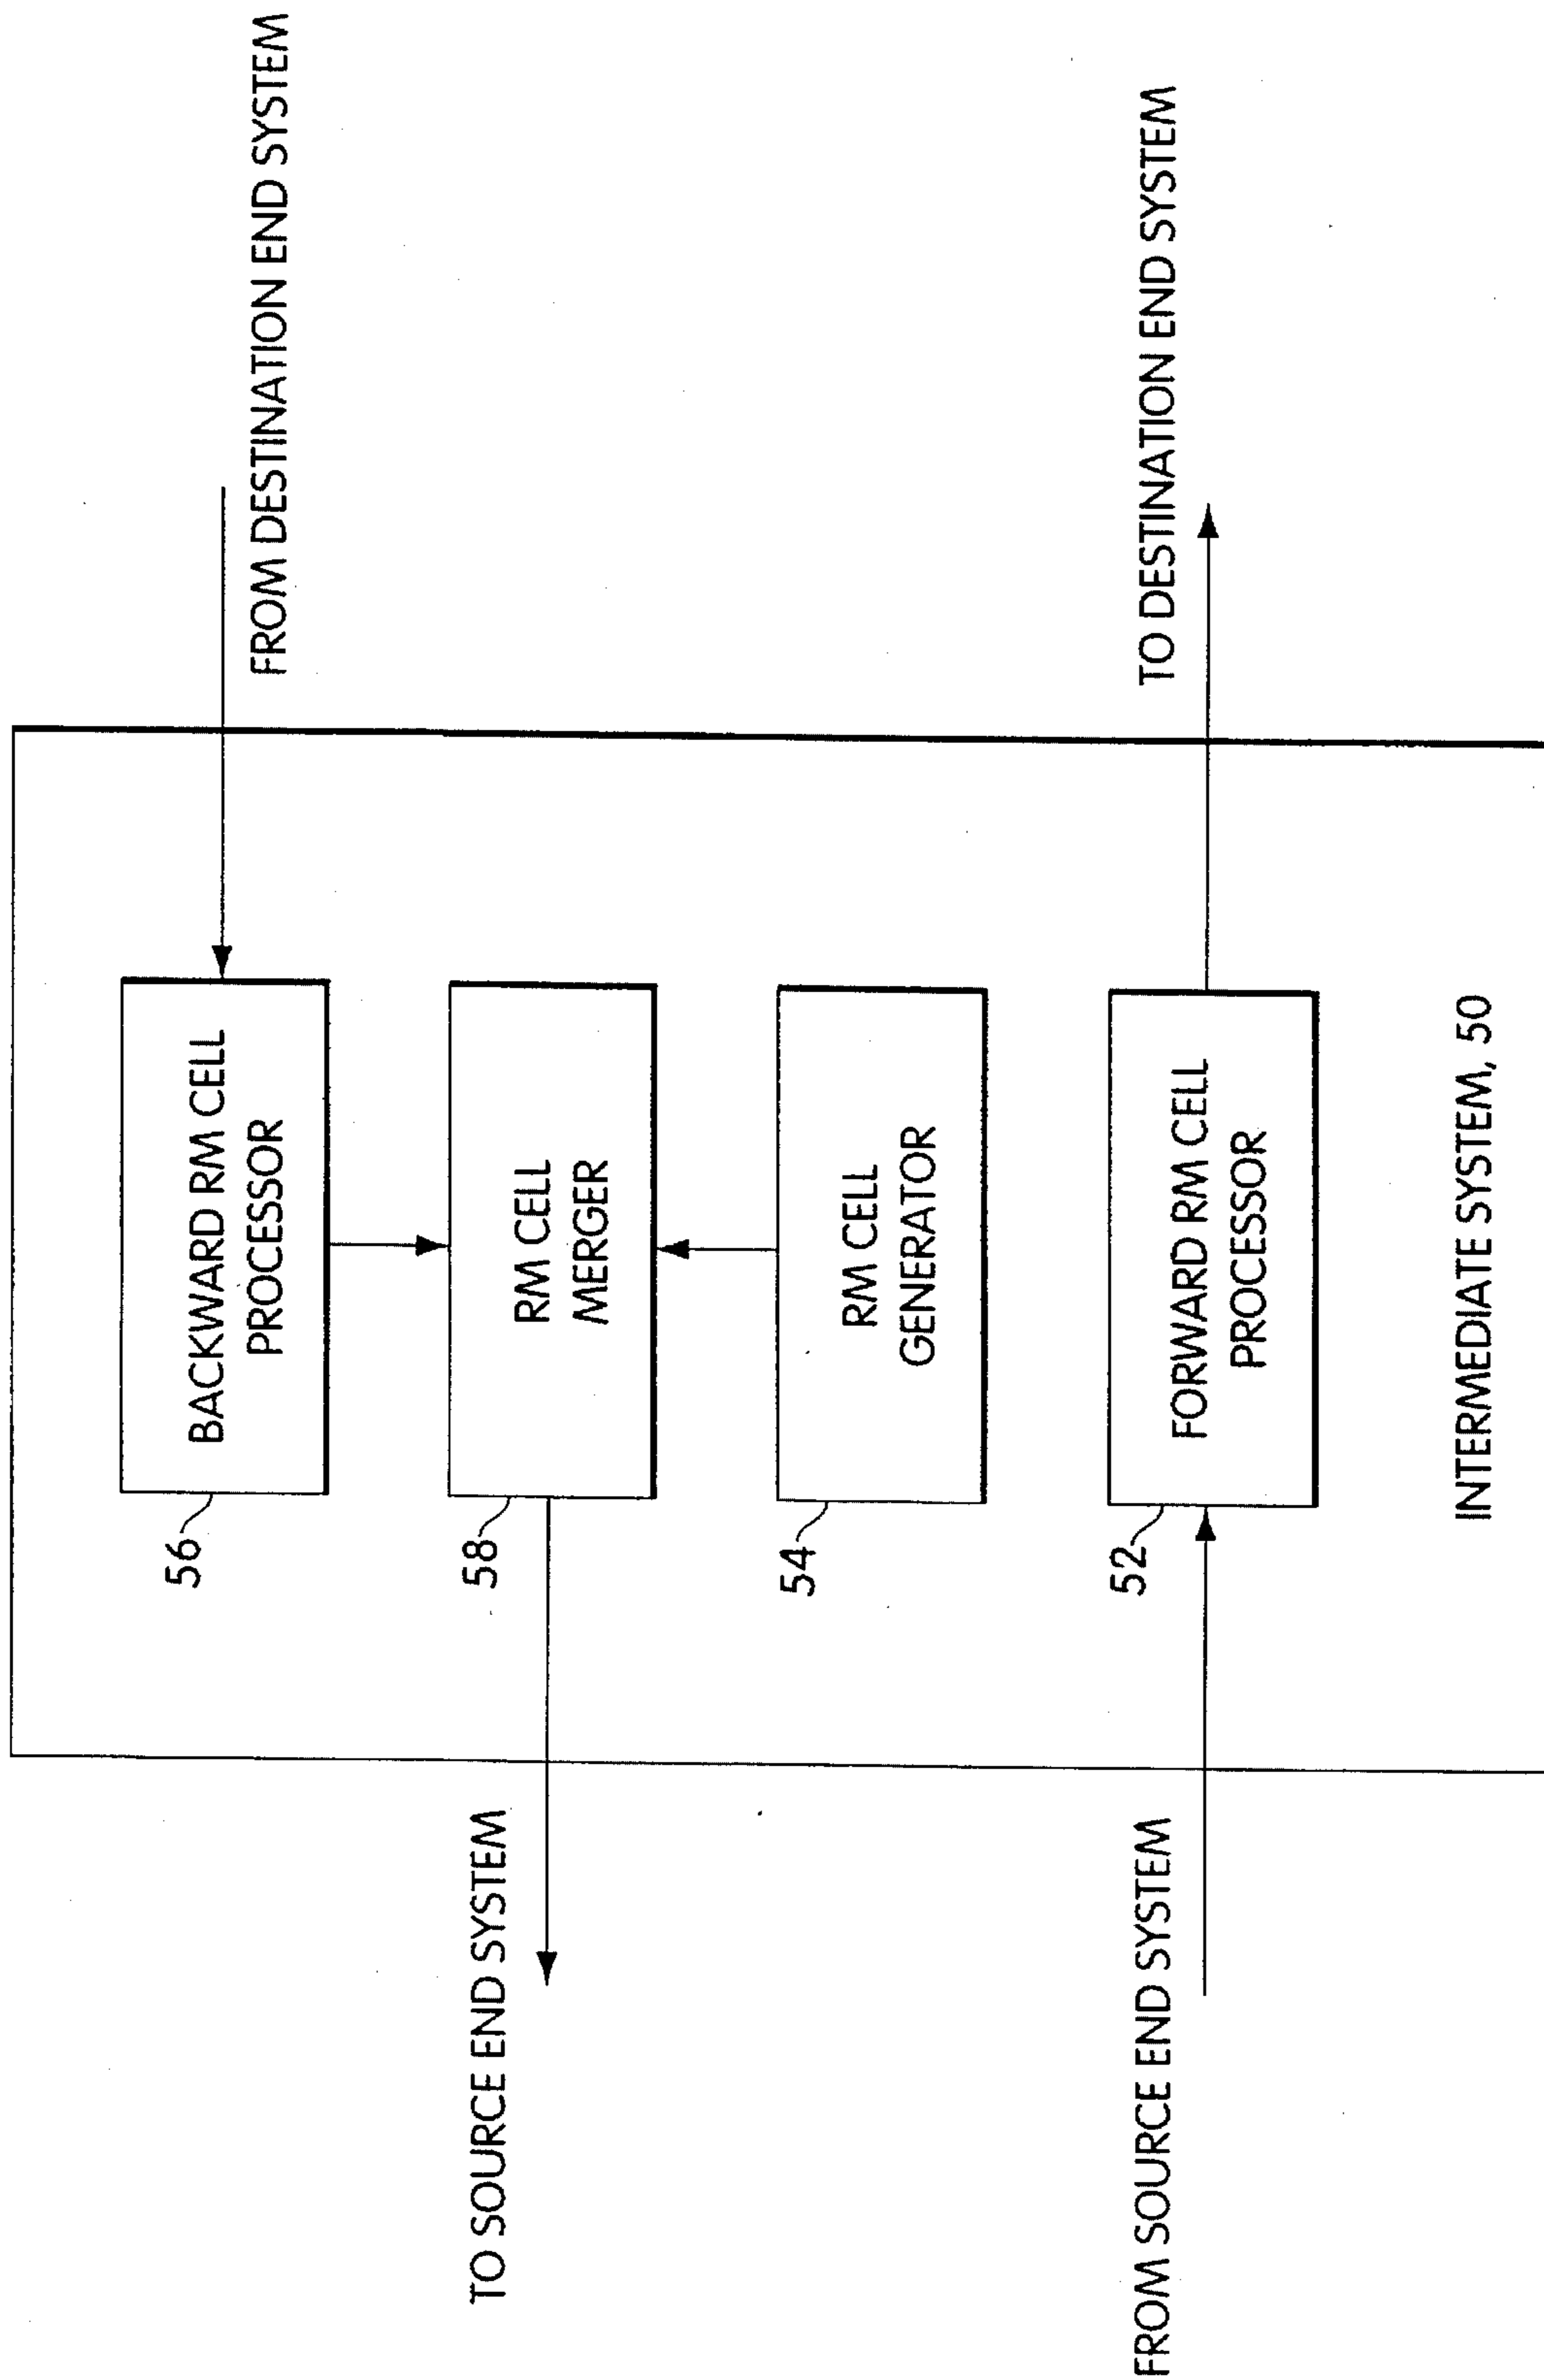 FROM DESTINATION END SYSTEM
56
BACKWARD RM CELL
PROCESSOR
TO SOURCE END SYSTEM
58
RM CELL
MERGER
54
RM CELL
GENERATOR
TO DESTINATION END SYSTEM
FROM SOURCE END SYSTEM
52
FORWARD RM CELL
PROCESSOR
INTERMEDIATE SYSTEM, 50